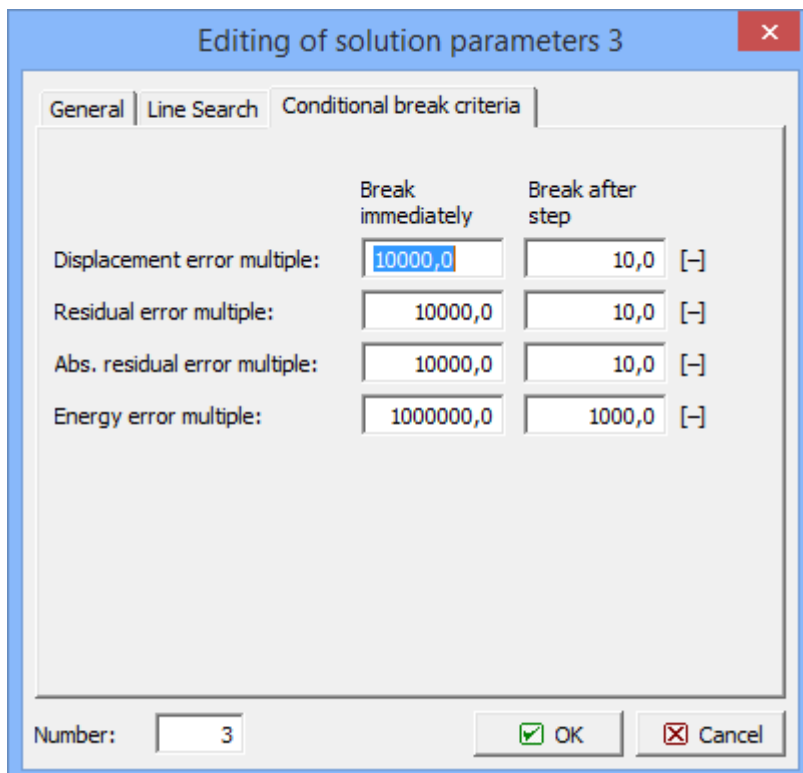 Editing of solution parameters 3
General Line Search Conditional break criteria
Break immediately Break after step
Displacement error multiple: 10000,0 10,0 [–]
Residual error multiple: 10000,0 10,0 [–]
Abs. residual error multiple: 10000,0 10,0 [–]
Energy error multiple: 1000000,0 1000,0 [–]
Number: 3 OK Cancel